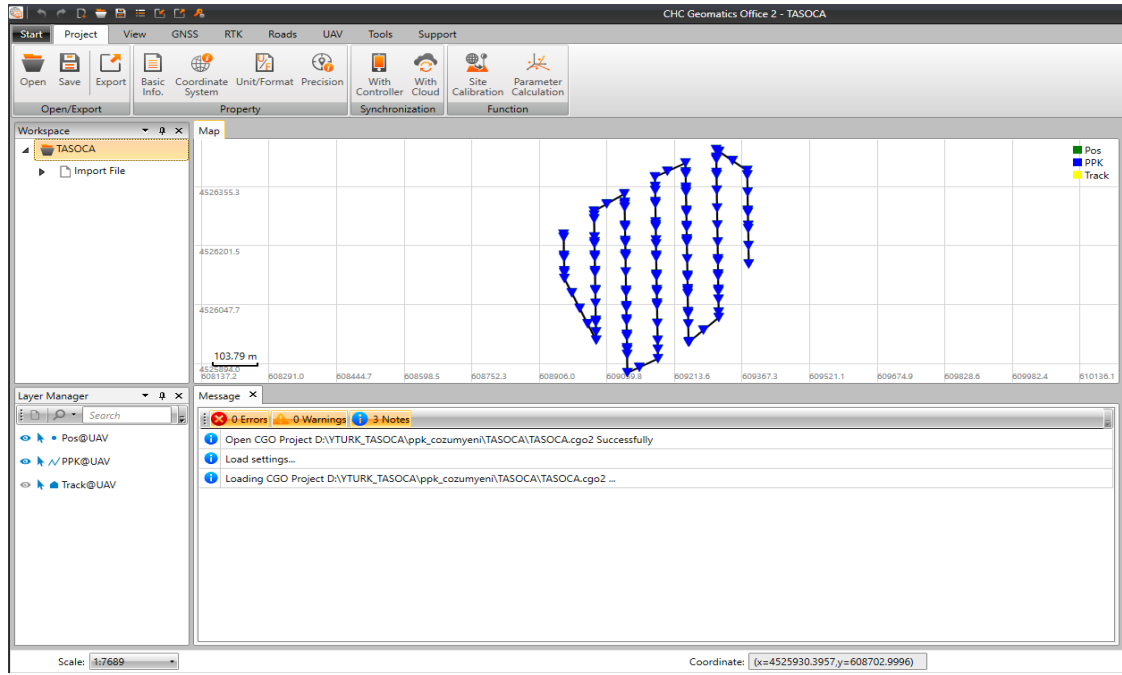 CHC Geomatics Office 2 - TASOCA
Start Project View GNSS RTK Roads UAV Tools Support
Open Save Export Basic Info. Coordinate System Unit/Format Precision With Controller With Cloud Site Calibration Parameter Calculation
Open/Export Property Synchronization Function
Workspace
TASOCA
Import File
Map
Pos
PPK
Track
4526355.3
4526201.5
4526047.7
4525894.0
103.79 m
608137.2 608291.0 608444.7 608598.5 608752.3 608906.0 609059.8 609213.6 609367.3 609521.1 609674.9 609828.6 609982.4 610136.1
Layer Manager
Search
Pos@UAV
PPK@UAV
Track@UAV
Message
0 Errors 0 Warnings 3 Notes
Open CGO Project D:\YTURK_TASOCA\ppk_cozumyeni\TASOCA\TASOCA.cgo2 Successfully
Load settings...
Loading CGO Project D:\YTURK_TASOCA\ppk_cozumyeni\TASOCA\TASOCA.cgo2 ...
Scale: 1:7689
Coordinate: (x=4525930.3957,y=608702.9996)